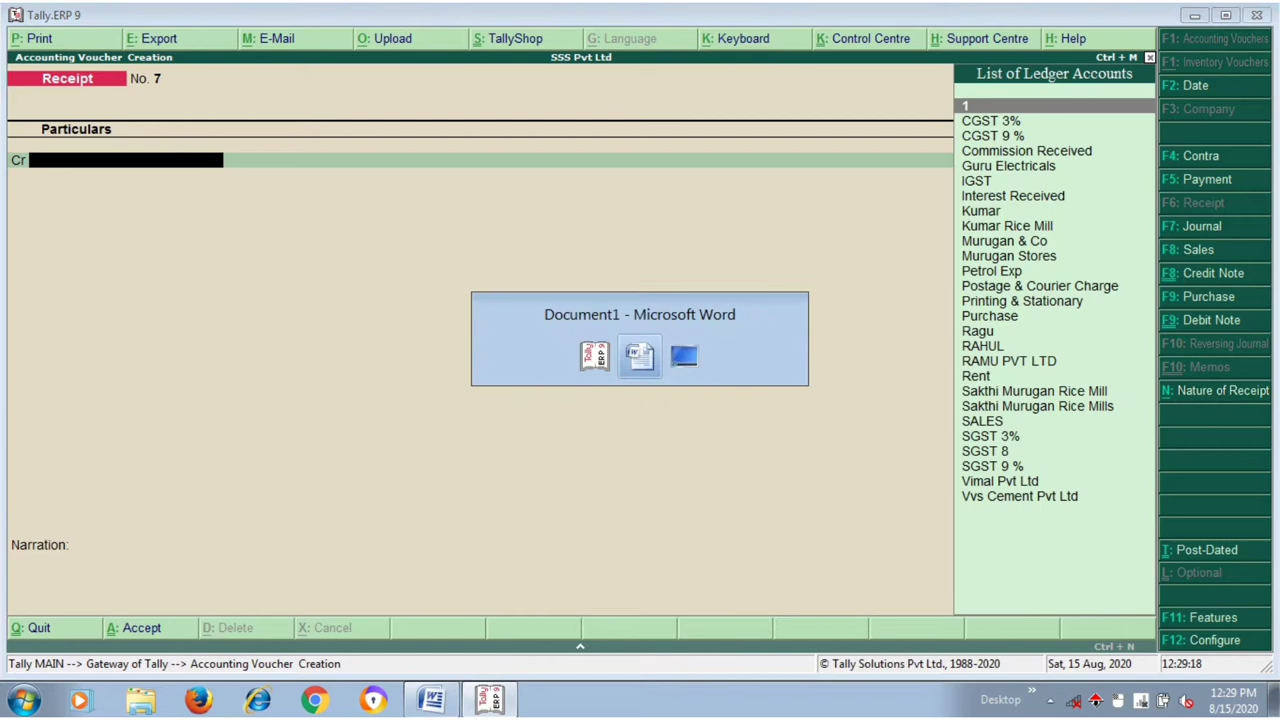 Tally.ERP 9
P: Print
E: Export
M: E-Mail
O: Upload
S: TallyShop
G: Language
K: Keyboard
K: Control Centre
H: Support Centre
H: Help
Accounting Voucher Creation
SSS Pvt Ltd
Ctrl + M
Receipt No. 7
Particulars
Cr
Document1 - Microsoft Word
Tally
ERP 9
Narration:
List of Ledger Accounts
1
CGST 3%
CGST 9 %
Commission Received
Guru Electricals
IGST
Interest Received
Kumar
Kumar Rice Mill
Murugan & Co
Murugan Stores
Petrol Exp
Postage & Courier Charge
Printing & Stationary
Purchase
Ragu
RAHUL
RAMU PVT LTD
Rent
Sakthi Murugan Rice Mill
Sakthi Murugan Rice Mills
SALES
SGST 3%
SGST 8
SGST 9 %
Vimal Pvt Ltd
Vvs Cement Pvt Ltd
F1: Accounting Vouchers
F1: Inventory Vouchers
F2: Date
F3: Company
F4: Contra
F5: Payment
F6: Receipt
F7: Journal
F8: Sales
F8: Credit Note
F9: Purchase
F9: Debit Note
F10: Reversing Journal
F10: Memos
N: Nature of Receipt
T: Post-Dated
L: Optional
F11: Features
F12: Configure
Q: Quit
A: Accept
D: Delete
X: Cancel
Ctrl + N
Tally MAIN --> Gateway of Tally --> Accounting Voucher Creation
© Tally Solutions Pvt Ltd., 1988-2020
Sat, 15 Aug, 2020
12:29:18
Desktop
12:29 PM
8/15/2020